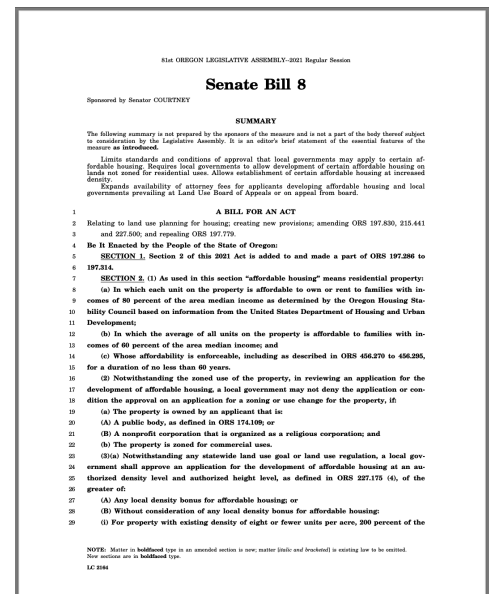 81st OREGON LEGISLATIVE ASSEMBLY--2021 Regular Session
Senate Bill 8
Sponsored by Senator COURTNEY
SUMMARY
The following summary is not prepared by the sponsors of the measure and is not a part of the body thereof subject
to consideration by the Legislative Assembly. It is an editor's brief statement of the essential features of the
measure as introduced.
Limits standards and conditions of approval that local governments may apply to certain af-
fordable housing. Requires local governments to allow development of certain affordable housing on
lands not zoned for residential uses. Allows establishment of certain affordable housing at increased
density.
Expands availability of attorney fees for applicants developing affordable housing and local
governments prevailing at Land Use Board of Appeals or on appeal from board.
1 A BILL FOR AN ACT
2 Relating to land use planning for housing; creating new provisions; amending ORS 197.830, 215.441
3 and 227.500; and repealing ORS 197.779.
4 Be It Enacted by the People of the State of Oregon:
5 SECTION 1. Section 2 of this 2021 Act is added to and made a part of ORS 197.286 to
6 197.314.
7 SECTION 2. (1) As used in this section "affordable housing" means residential property:
8 (a) In which each unit on the property is affordable to own or rent to families with in-
9 comes of 80 percent of the area median income as determined by the Oregon Housing Sta-
10 bility Council based on information from the United States Department of Housing and Urban
11 Development;
12 (b) In which the average of all units on the property is affordable to families with in-
13 comes of 60 percent of the area median income; and
14 (c) Whose affordability is enforceable, including as described in ORS 456.270 to 456.295,
15 for a duration of no less than 60 years.
16 (2) Notwithstanding the zoned use of the property, in reviewing an application for the
17 development of affordable housing, a local government may not deny the application or con-
18 dition the approval on an application for a zoning or use change for the property, if:
19 (a) The property is owned by an applicant that is:
20 (A) A public body, as defined in ORS 174.109; or
21 (B) A nonprofit corporation that is organized as a religious corporation; and
22 (b) The property is zoned for commercial uses.
23 (3)(a) Notwithstanding any statewide land use goal or land use regulation, a local gov-
24 ernment shall approve an application for the development of affordable housing at an au-
25 thorized density level and authorized height level, as defined in ORS 227.175 (4), of the
26 greater of:
27 (A) Any local density bonus for affordable housing; or
28 (B) Without consideration of any local density bonus for affordable housing:
29 (i) For property with existing density of eight or fewer units per acre, 200 percent of the
NOTE: Matter in boldfaced type in an amended section is new; matter [italic and bracketed] is existing law to be omitted.
New sections are in boldfaced type.
LC 2164